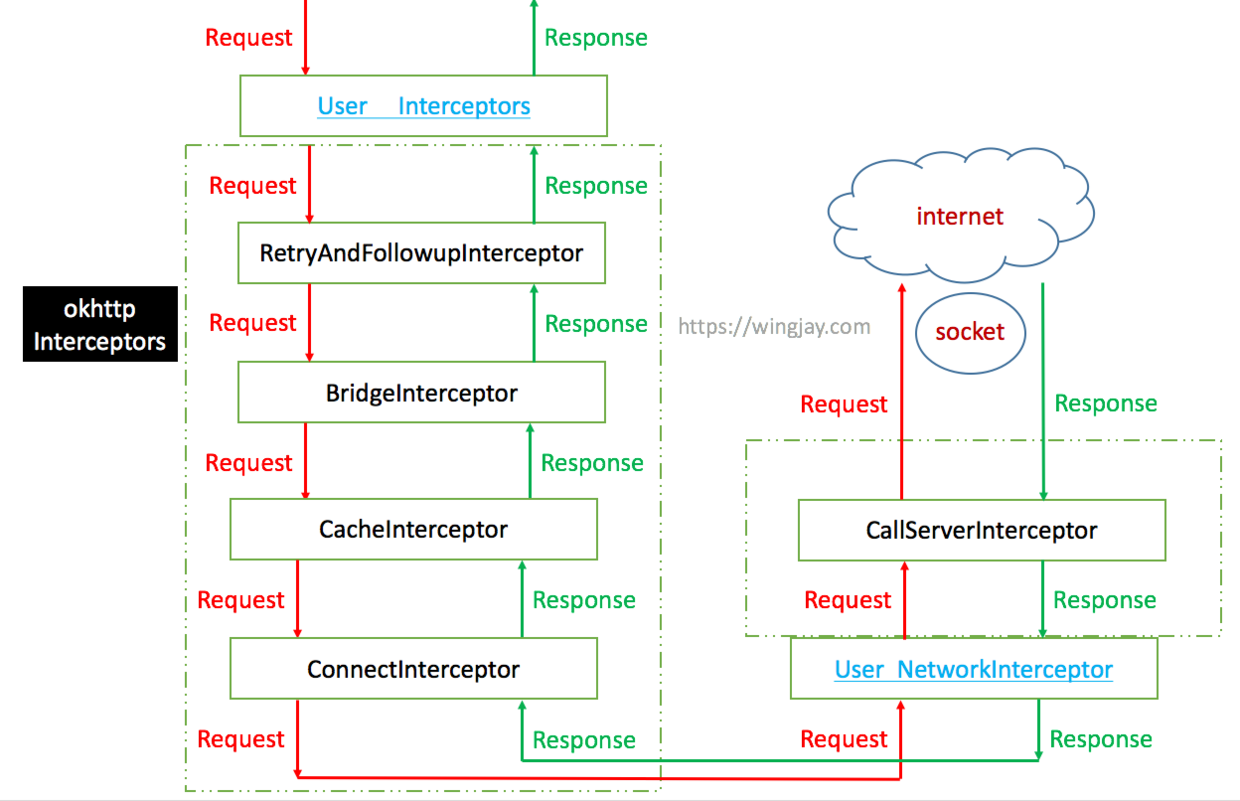 Request
Response
User Interceptors
Request
Response
RetryAndFollowupInterceptor
okhttp
Interceptors
Request
Response
BridgeInterceptor
Request
Response
CacheInterceptor
Request
Response
ConnectInterceptor
Request
Response
internet
https://wingjay.com
socket
Request
Response
CallServerInterceptor
Request
Response
User NetworkInterceptor
Request
Response